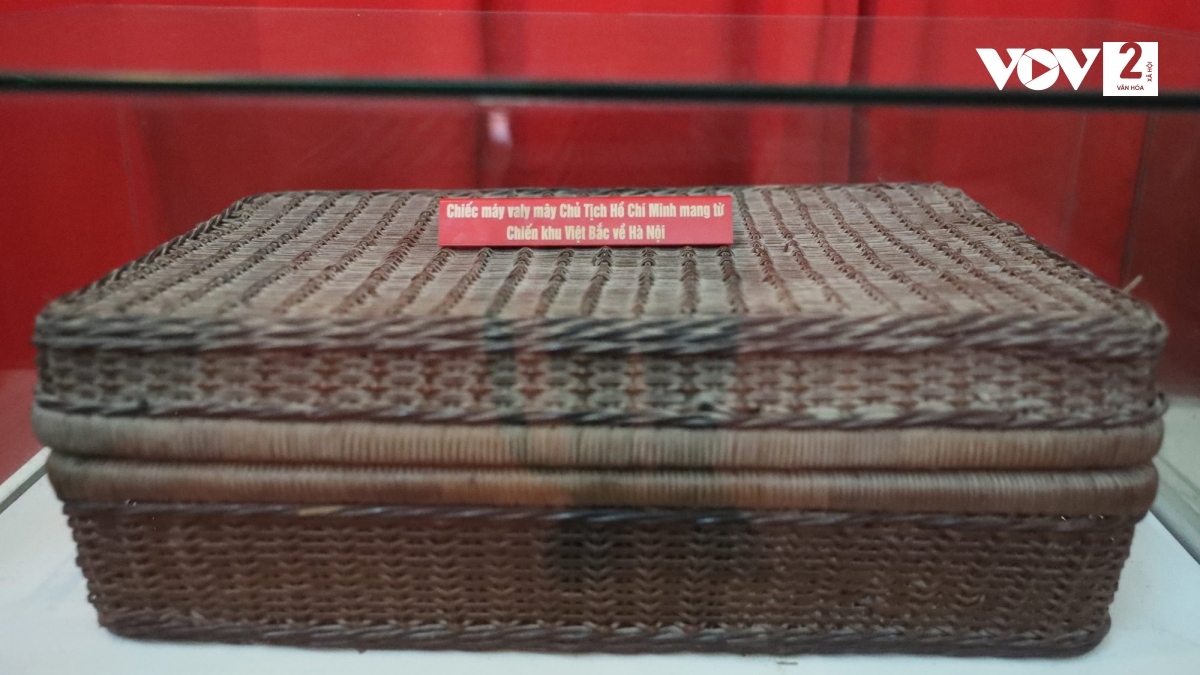 VOV2
VĂN HÓA
XÃ HỘI
Chiếc máy valy mây Chủ Tịch Hồ Chí Minh mang từ
Chiến khu Việt Bắc về Hà Nội